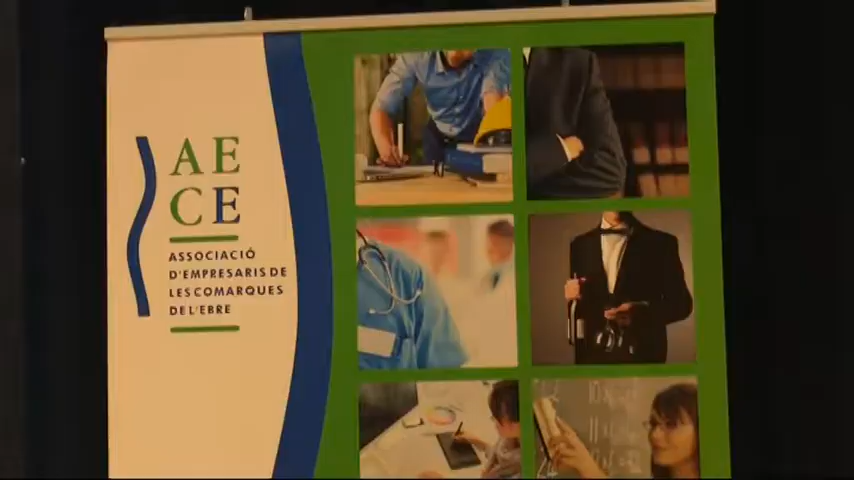 AE
CE
ASSOCIACIÓ
D'EMPRESARIS DE
LES COMARQUES
DE L'EBRE